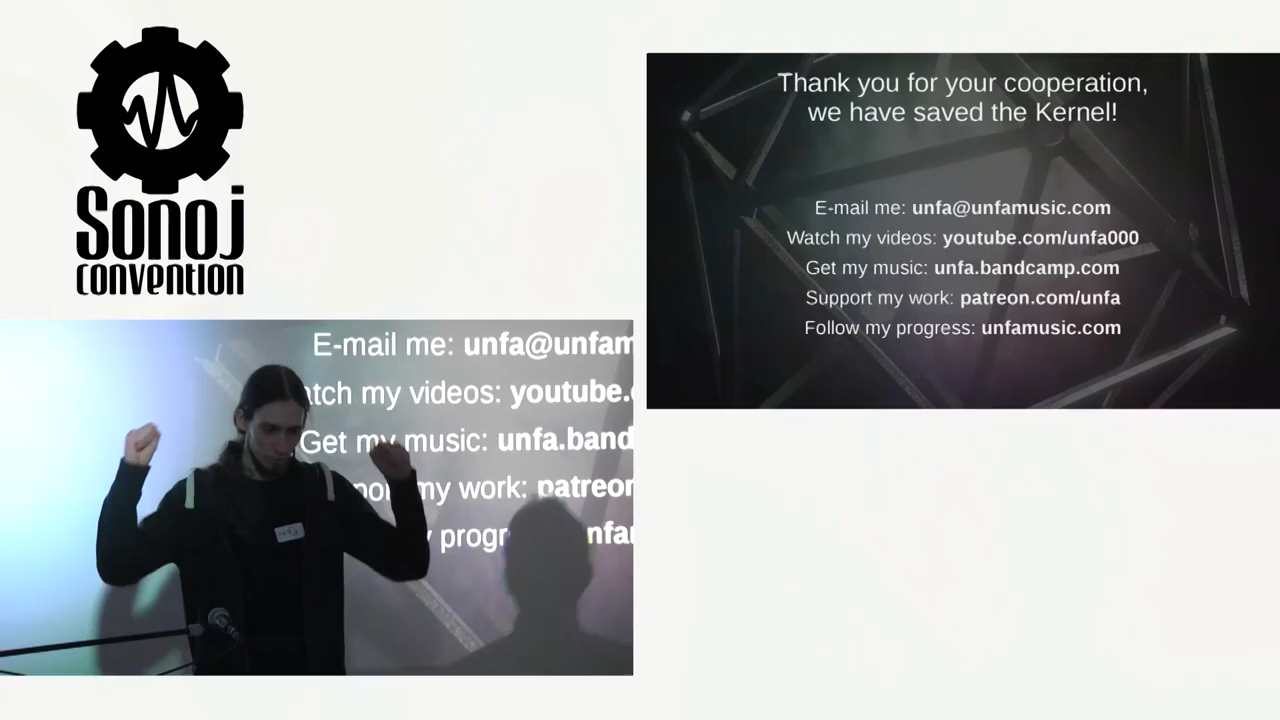 Sonoj
convention
Thank you for your cooperation,
we have saved the Kernel!
E-mail me: unfa@unfamusic.com
Watch my videos: youtube.com/unfa000
Get my music: unfa.bandcamp.com
Support my work: patreon.com/unfa
Follow my progress: unfamusic.com
E-mail me: unfa@unfam
atch my videos: youtube.
Get my music: unfa.band
por my work: patreon
y progr nfa
unfa